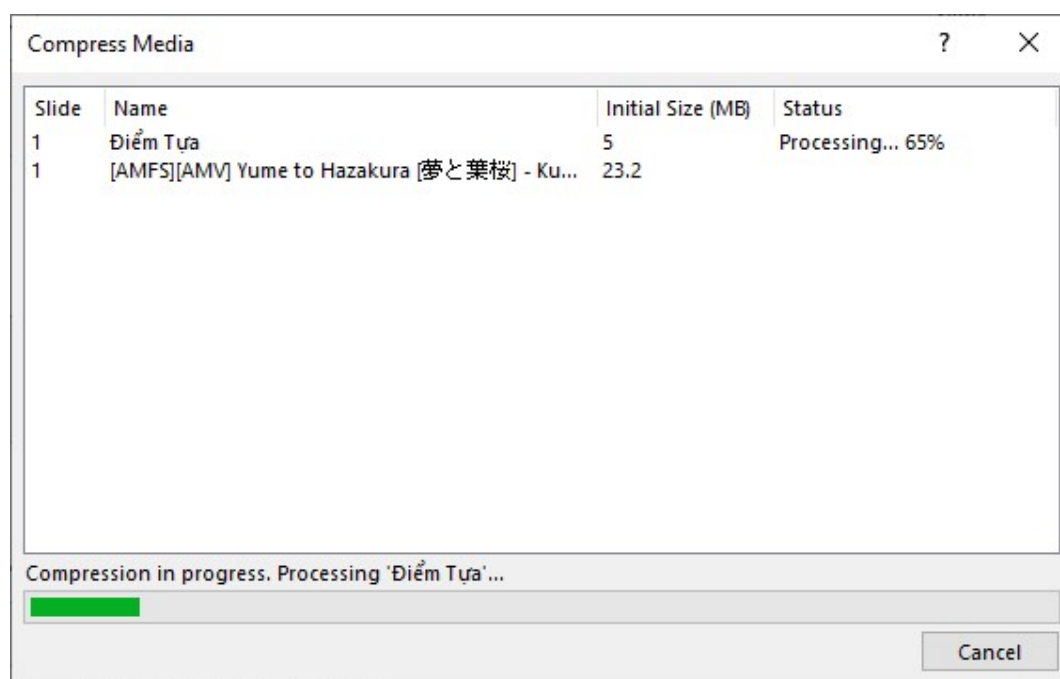 Compress Media ? ×
Slide Name Initial Size (MB) Status
1 Điểm Tựa 5 Processing... 65%
1 [AMFS][AMV] Yume to Hazakura [夢と葉桜] - Ku... 23.2
Compression in progress. Processing 'Điểm Tựa'...
Cancel